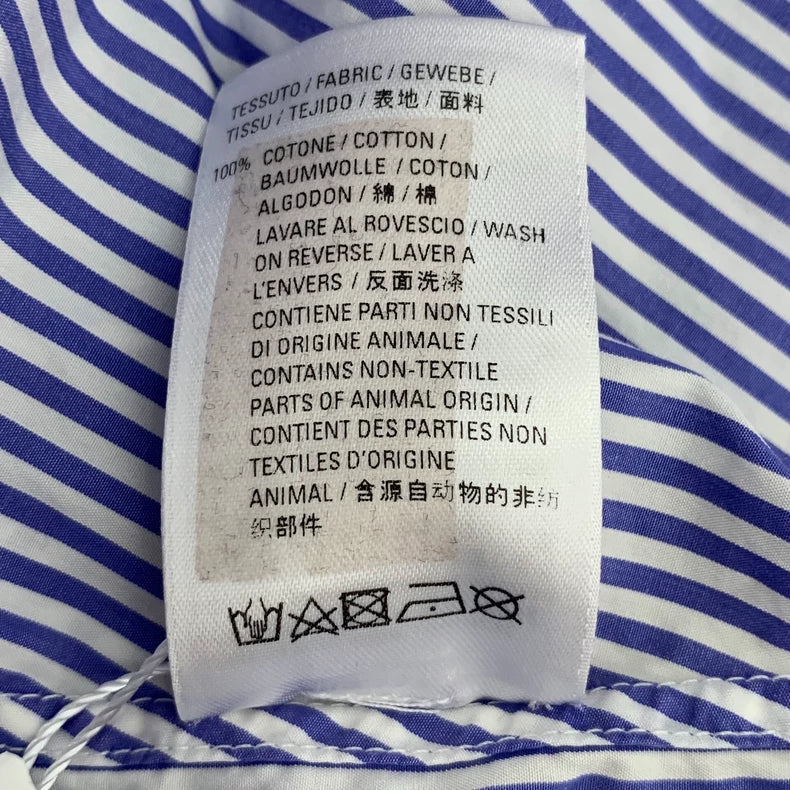 TESSUTO / FABRIC / GEWEBE /
TISSU / TEJIDO / 表地 / 面料
100% COTONE / COTTON /
BAUMWOLLE / COTON /
ALGODON / 綿 / 棉
LAVARE AL ROVESCIO / WASH
ON REVERSE / LAVER A
L'ENVERS / 反面洗涤
CONTIENE PARTI NON TESSILI
DI ORIGINE ANIMALE /
CONTAINS NON-TEXTILE
PARTS OF ANIMAL ORIGIN /
CONTIENT DES PARTIES NON
TEXTILES D'ORIGINE
ANIMAL / 含源自动物的非纺
织部件